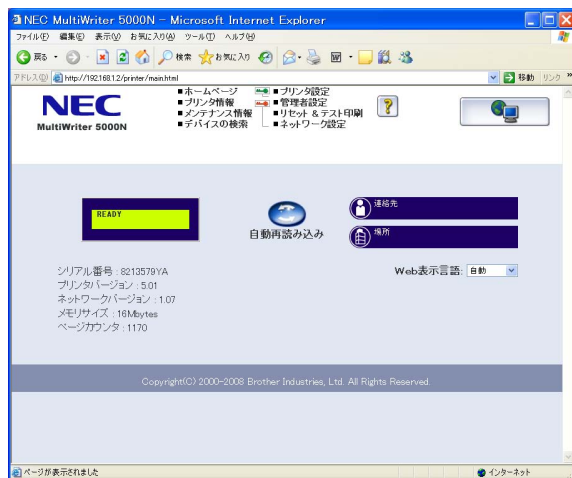 NEC MultiWriter 5000N - Microsoft Internet Explorer
ファイル(F) 編集(E) 表示(V) お気に入り(A) ツール(T) ヘルプ(H)
戻る 検索 お気に入り
アドレス(D) http://192.168.1.2/printer/main.html 移動 リンク »
NEC
MultiWriter 5000N
■ホームページ ■プリンタ設定
■プリンタ情報 ■管理者設定
■メンテナンス情報 ■リセット & テスト印刷
■デバイスの検索 ■ネットワーク設定
?
READY
自動再読み込み
連絡先
場所
シリアル番号 : 8213579YA
プリンタバージョン : 5.01
ネットワークバージョン : 1.07
メモリサイズ : 16Mbytes
ページカウンタ : 1170
Web表示言語: 自動
Copyright(C) 2000-2008 Brother Industries, Ltd. All Rights Reserved.
ページが表示されました インターネット